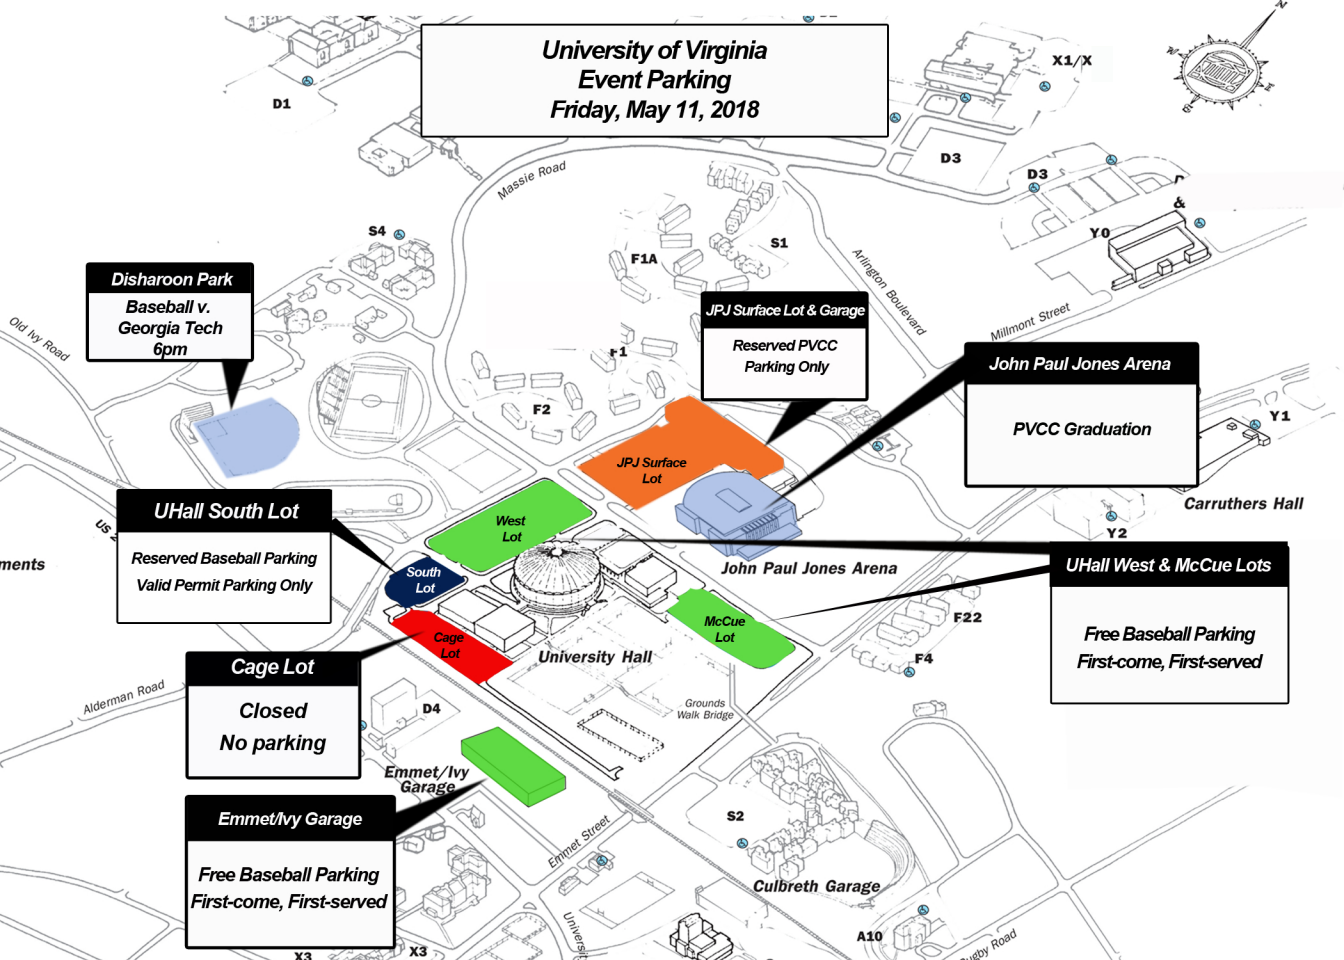 University of Virginia
Event Parking
Friday, May 11, 2018
X1/X
D1
D3
D3
&
Massie Road
S4
F1A
S1
Y0
Arlington Boulevard
Millmont Street
Disharoon Park
Baseball v.
Georgia Tech
6pm
Old Ivy Road
JPJ Surface Lot & Garage
Reserved PVCC
Parking Only
F1
F2
John Paul Jones Arena
PVCC Graduation
Y1
Carruthers Hall
Y2
JPJ Surface
Lot
UHall South Lot
Reserved Baseball Parking
Valid Permit Parking Only
US
ments
West
Lot
John Paul Jones Arena
South
Lot
UHall West & McCue Lots
Free Baseball Parking
First-come, First-served
F22
F4
McCue
Lot
Cage
Lot
University Hall
Cage Lot
Closed
No parking
Alderman Road
D4
Grounds
Walk Bridge
Emmet/Ivy
Garage
Emmet/Ivy Garage
Free Baseball Parking
First-come, First-served
S2
Emmet Street
Culbreth Garage
A10
Rugby Road
X3
X3